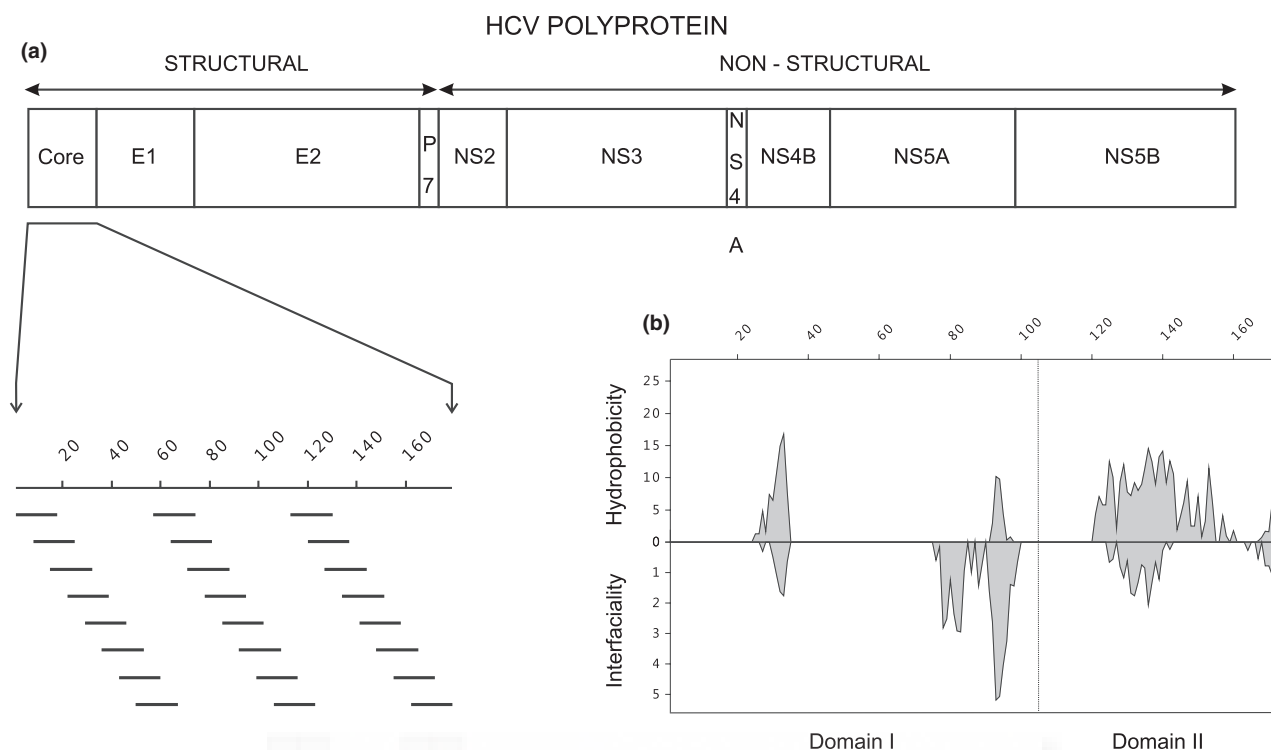 HCV POLYPROTEIN
(a)
STRUCTURAL
NON - STRUCTURAL
Core
E1
E2
P
7
NS2
NS3
N
S
4
A
NS4B
NS5A
NS5B
20 40 60 80 100 120 140 160
(b)
20 40 60 80 100 120 140 160
Hydrophobicity
25
20
15
10
5
0
Interfaciality
1
2
3
4
5
Domain I
Domain II